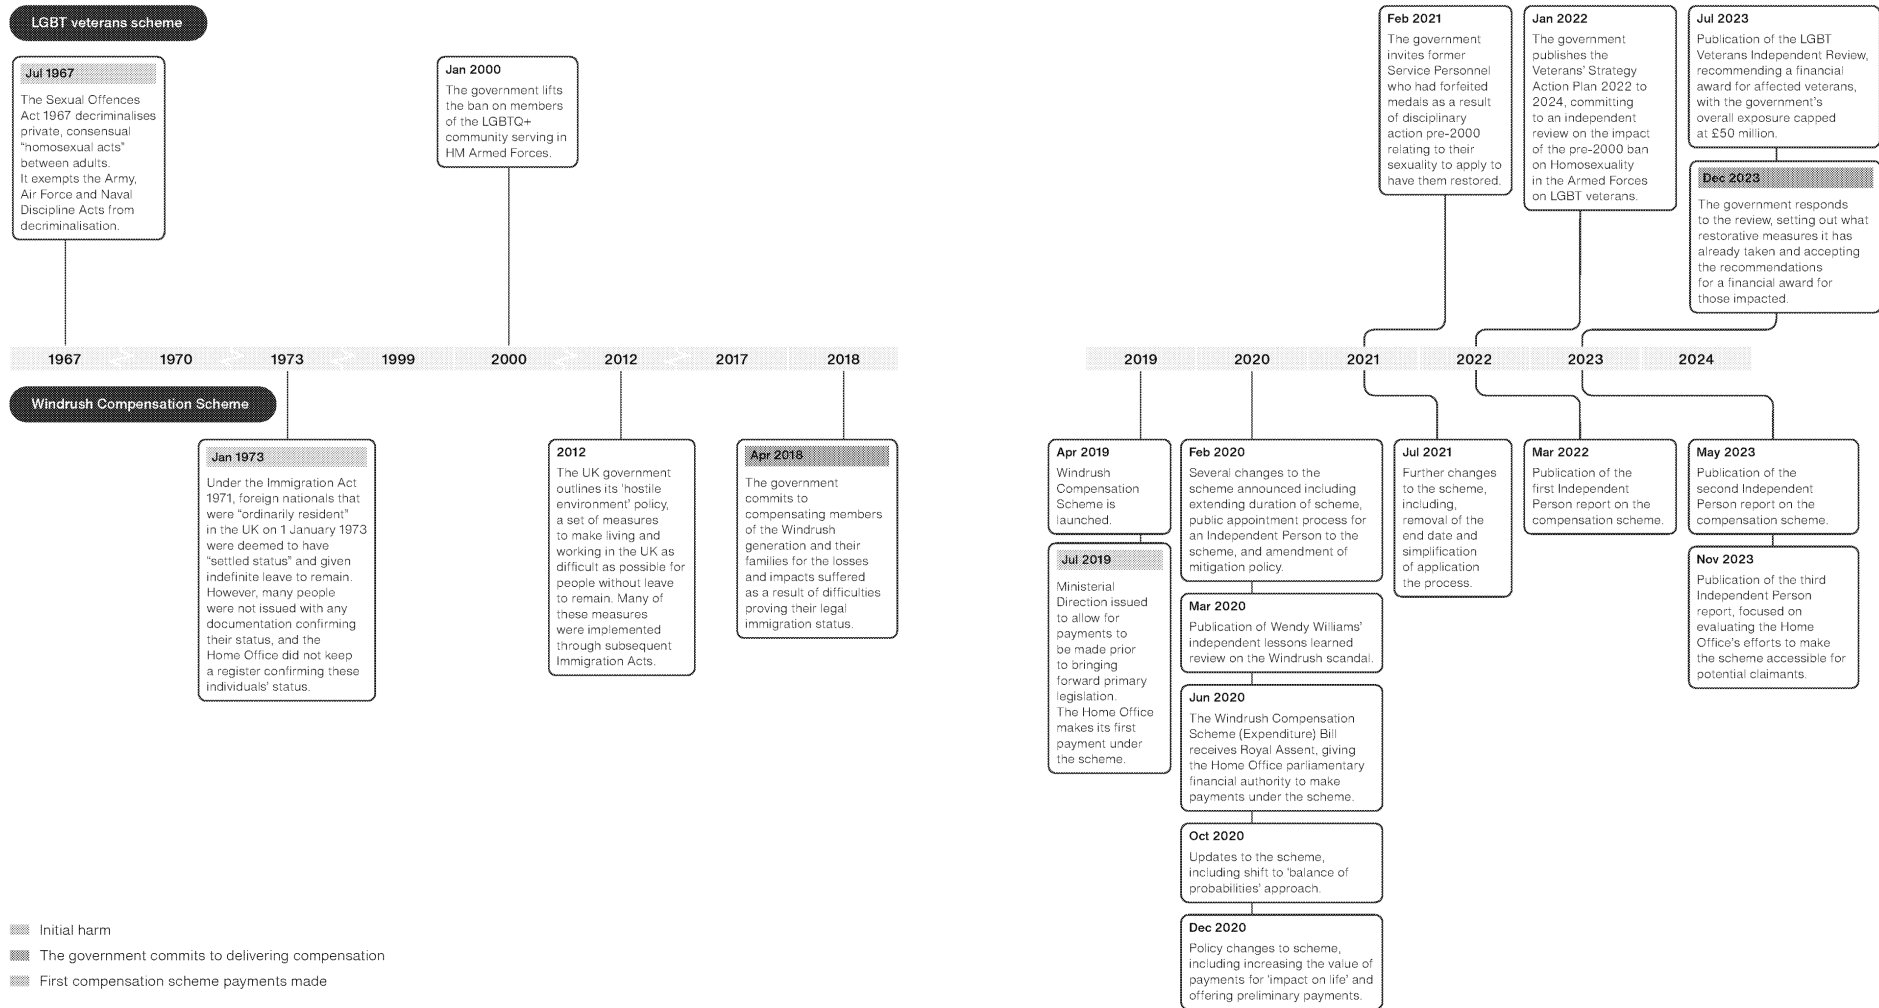 LGBT veterans scheme
Jul 1967
The Sexual Offences
Act 1967 decriminalises
private, consensual
“homosexual acts”
between adults.
It exempts the Army,
Air Force and Naval
Discipline Acts from
decriminalisation.
Jan 2000
The government lifts
the ban on members
of the LGBTQ+
community serving in
HM Armed Forces.
Feb 2021
The government
invites former
Service Personnel
who had forfeited
medals as a result
of disciplinary
action pre-2000
relating to their
sexuality to apply to
have them restored.
Jan 2022
The government
publishes the
Veterans’ Strategy
Action Plan 2022 to
2024, committing
to an independent
review on the impact
of the pre-2000 ban
on Homosexuality
in the Armed Forces
on LGBT veterans.
Jul 2023
Publication of the LGBT
Veterans Independent Review,
recommending a financial
award for affected veterans,
with the government’s
overall exposure capped
at £50 million.
Dec 2023
The government responds
to the review, setting out what
restorative measures it has
already taken and accepting
the recommendations
for a financial award for
those impacted.
1967 1970 1973 1999 2000 2012 2017 2018 2019 2020 2021 2022 2023 2024
Windrush Compensation Scheme
Jan 1973
Under the Immigration Act
1971, foreign nationals that
were “ordinarily resident”
in the UK on 1 January 1973
were deemed to have
“settled status” and given
indefinite leave to remain.
However, many people
were not issued with any
documentation confirming
their status, and the
Home Office did not keep
a register confirming these
individuals’ status.
2012
The UK government
outlines its ‘hostile
environment’ policy,
a set of measures
to make living and
working in the UK as
difficult as possible for
people without leave
to remain. Many of
these measures
were implemented
through subsequent
Immigration Acts.
Apr 2018
The government
commits to
compensating members
of the Windrush
generation and their
families for the losses
and impacts suffered
as a result of difficulties
proving their legal
immigration status.
Apr 2019
Windrush
Compensation
Scheme is
launched.
Jul 2019
Ministerial
Direction issued
to allow for
payments to
be made prior
to bringing
forward primary
legislation.
The Home Office
makes its first
payment under
the scheme.
Feb 2020
Several changes to the
scheme announced including
extending duration of scheme,
public appointment process for
an Independent Person to the
scheme, and amendment of
mitigation policy.
Mar 2020
Publication of Wendy Williams’
independent lessons learned
review on the Windrush scandal.
Jun 2020
The Windrush Compensation
Scheme (Expenditure) Bill
receives Royal Assent, giving
the Home Office parliamentary
financial authority to make
payments under the scheme.
Oct 2020
Updates to the scheme,
including shift to ‘balance of
probabilities’ approach.
Dec 2020
Policy changes to scheme,
including increasing the value of
payments for ‘impact on life’ and
offering preliminary payments.
Jul 2021
Further changes
to the scheme,
including,
removal of the
end date and
simplification
of application
the process.
Mar 2022
Publication of the
first Independent
Person report on the
compensation scheme.
May 2023
Publication of the
second Independent
Person report on the
compensation scheme.
Nov 2023
Publication of the third
Independent Person
report, focused on
evaluating the Home
Office’s efforts to make
the scheme accessible for
potential claimants.
Initial harm
The government commits to delivering compensation
First compensation scheme payments made